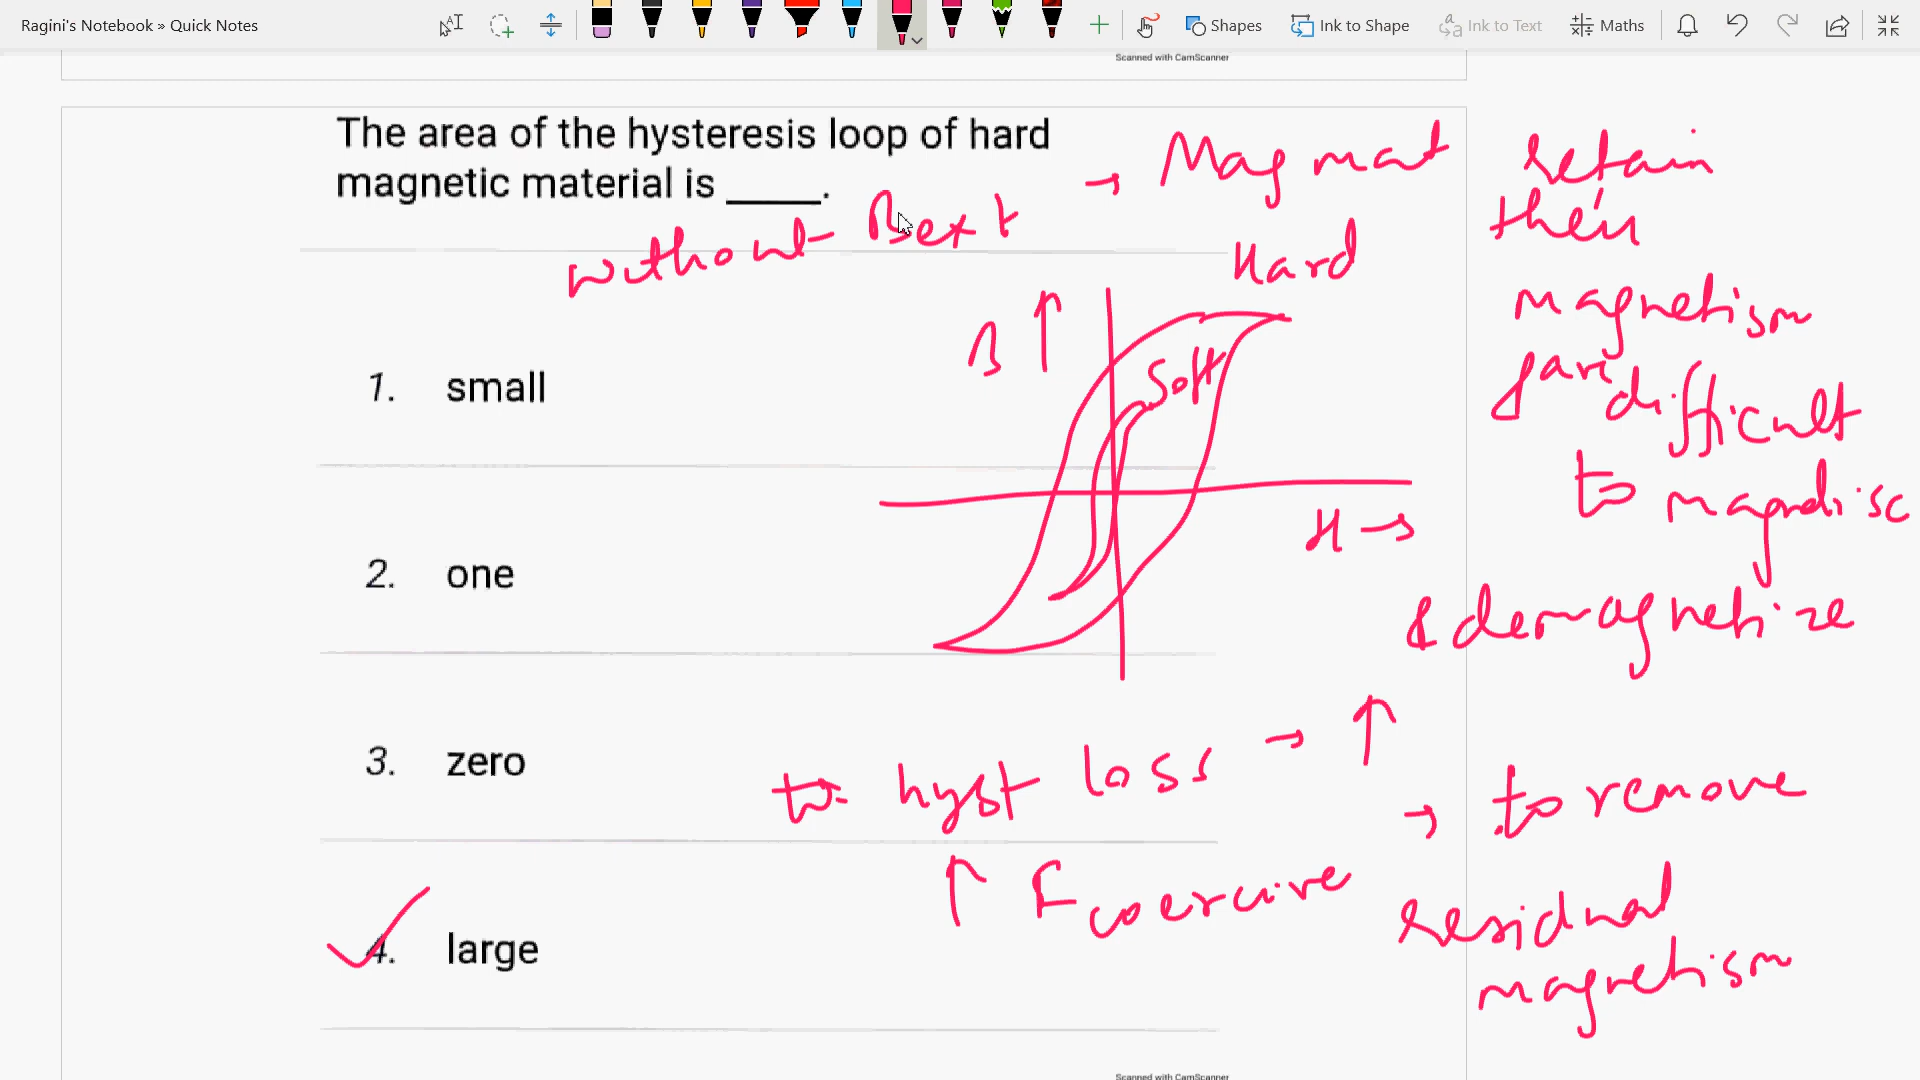 Ragini's Notebook » Quick Notes
Shapes
Ink to Shape
Ink to Text
Maths
Scanned with CamScanner
The area of the hysteresis loop of hard
magnetic material is _____.
→ Mag mat retain
their
magnetism
without Bext
Hard
B ↑
Soft
H →
difficult
to magnetise
& demagnetize
1. small
2. one
3. zero
4. large
hyst loss → ↑
↑ F coercive → to remove
residual
magnetism
Scanned with CamScanner